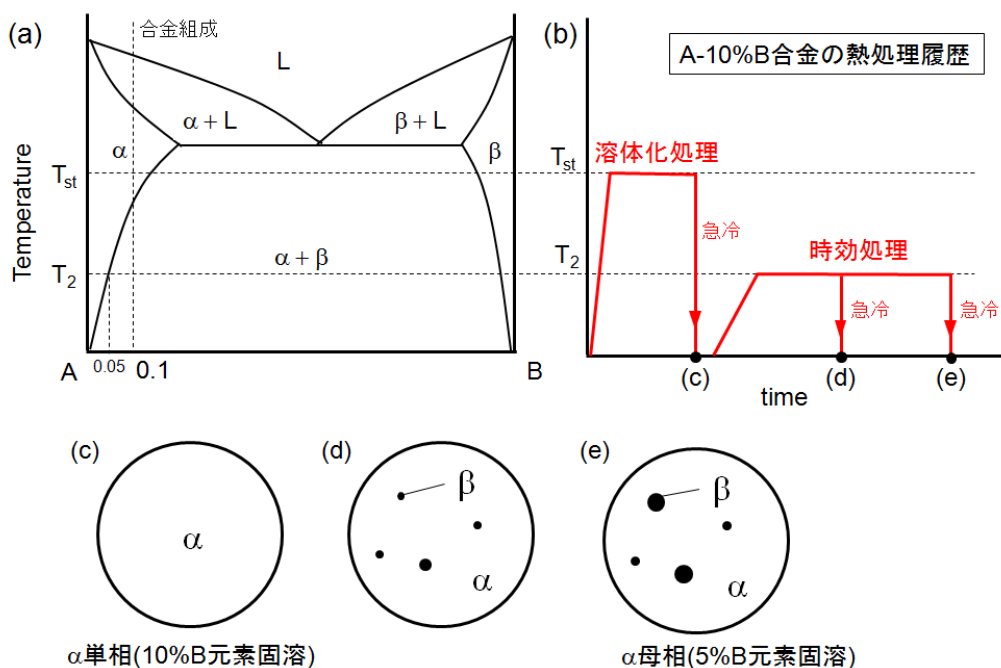 (a)
合金組成
L
α + L
β + L
α
β
Tst
T2
α + β
Temperature
A
0.05
0.1
B
(b)
A-10%B合金の熱処理履歴
Tst
溶体化処理
急冷
T2
時効処理
急冷
急冷
(c)
(d)
(e)
time
(c)
α
α単相(10%B元素固溶)
(d)
β
α
(e)
β
α
α母相(5%B元素固溶)